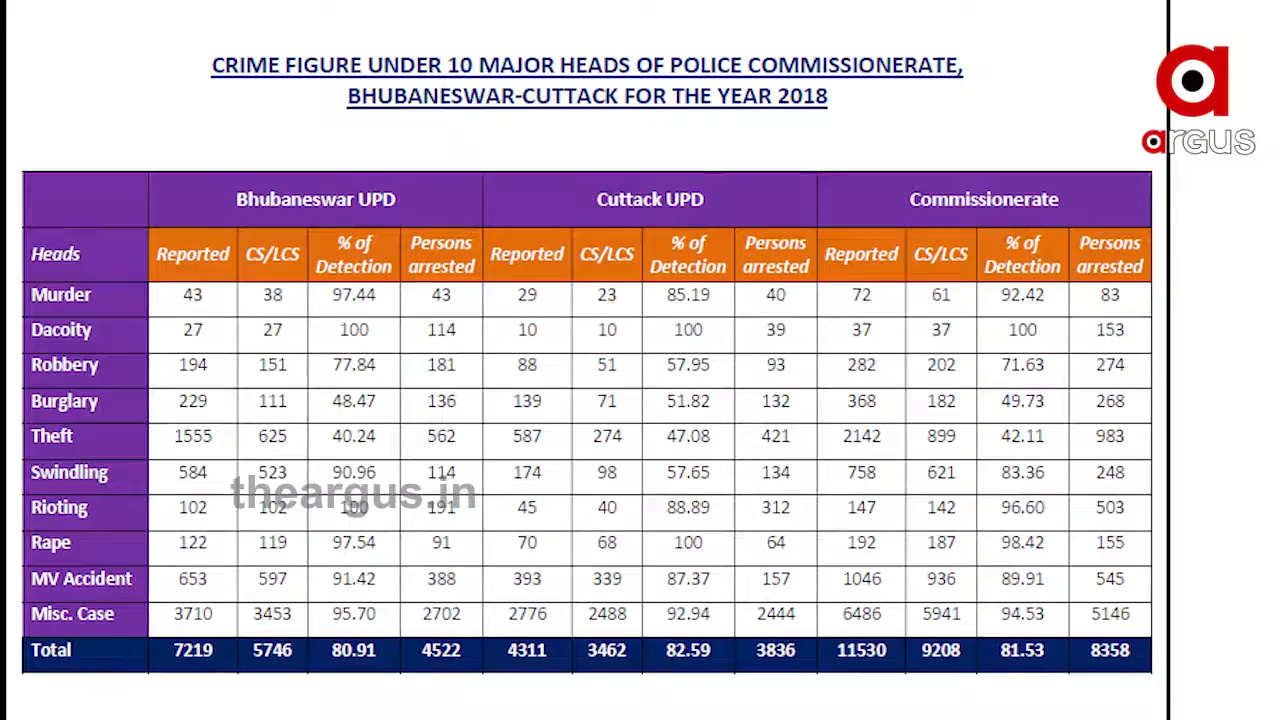 CRIME FIGURE UNDER 10 MAJOR HEADS OF POLICE COMMISSIONERATE,
BHUBANESWAR-CUTTACK FOR THE YEAR 2018
argus
Bhubaneswar UPD Cuttack UPD Commissionerate
Heads Reported CS/LCS % of Detection Persons arrested Reported CS/LCS % of Detection Persons arrested Reported CS/LCS % of Detection Persons arrested
Murder 43 38 97.44 43 29 23 85.19 40 72 61 92.42 83
Dacoity 27 27 100 114 10 10 100 39 37 37 100 153
Robbery 194 151 77.84 181 88 51 57.95 93 282 202 71.63 274
Burglary 229 111 48.47 136 139 71 51.82 132 368 182 49.73 268
Theft 1555 625 40.24 562 587 274 47.08 421 2142 899 42.11 983
Swindling 584 523 90.96 114 174 98 57.65 134 758 621 83.36 248
theargus.in
Rioting 102 102 100 191 45 40 88.89 312 147 142 96.60 503
Rape 122 119 97.54 91 70 68 100 64 192 187 98.42 155
MV Accident 653 597 91.42 388 393 339 87.37 157 1046 936 89.91 545
Misc. Case 3710 3453 95.70 2702 2776 2488 92.94 2444 6486 5941 94.53 5146
Total 7219 5746 80.91 4522 4311 3462 82.59 3836 11530 9208 81.53 8358